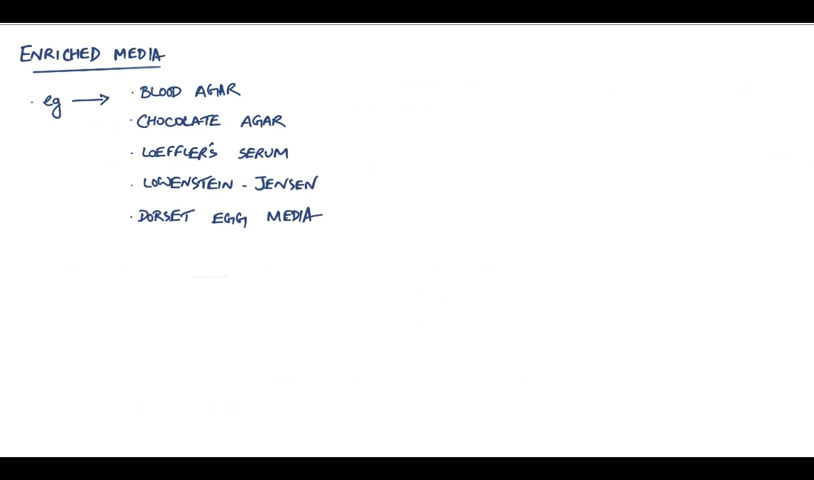 ENRICHED MEDIA
· eg → · BLOOD AGAR
· CHOCOLATE AGAR
· LOEFFLER'S SERUM
· LOWENSTEIN - JENSEN
· DORSET EGG MEDIA